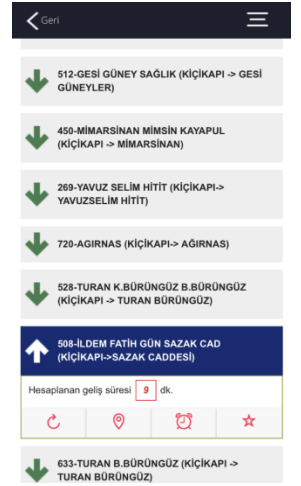 Geri
512-GESİ GÜNEY SAĞLIK (KİÇİKAPI -> GESİ
GÜNEYLER)
450-MİMARSİNAN MİMSİN KAYAPUL
(KİÇİKAPI -> MİMARSİNAN)
269-YAVUZ SELİM HİTİT (KİÇİKAPI->
YAVUZSELİM HİTİT)
720-AGIRNAS (KİÇİKAPI-> AĞIRNAS)
528-TURAN K.BÜRÜNGÜZ B.BÜRÜNGÜZ
(KİÇİKAPI -> TURAN BÜRÜNGÜZ)
508-İLDEM FATİH GÜN SAZAK CAD
(KİÇİKAPI->SAZAK CADDESİ)
Hesaplanan geliş süresi 9 dk.
633-TURAN B.BÜRÜNGÜZ (KİÇİKAPI ->
TURAN BÜRÜNGÜZ)